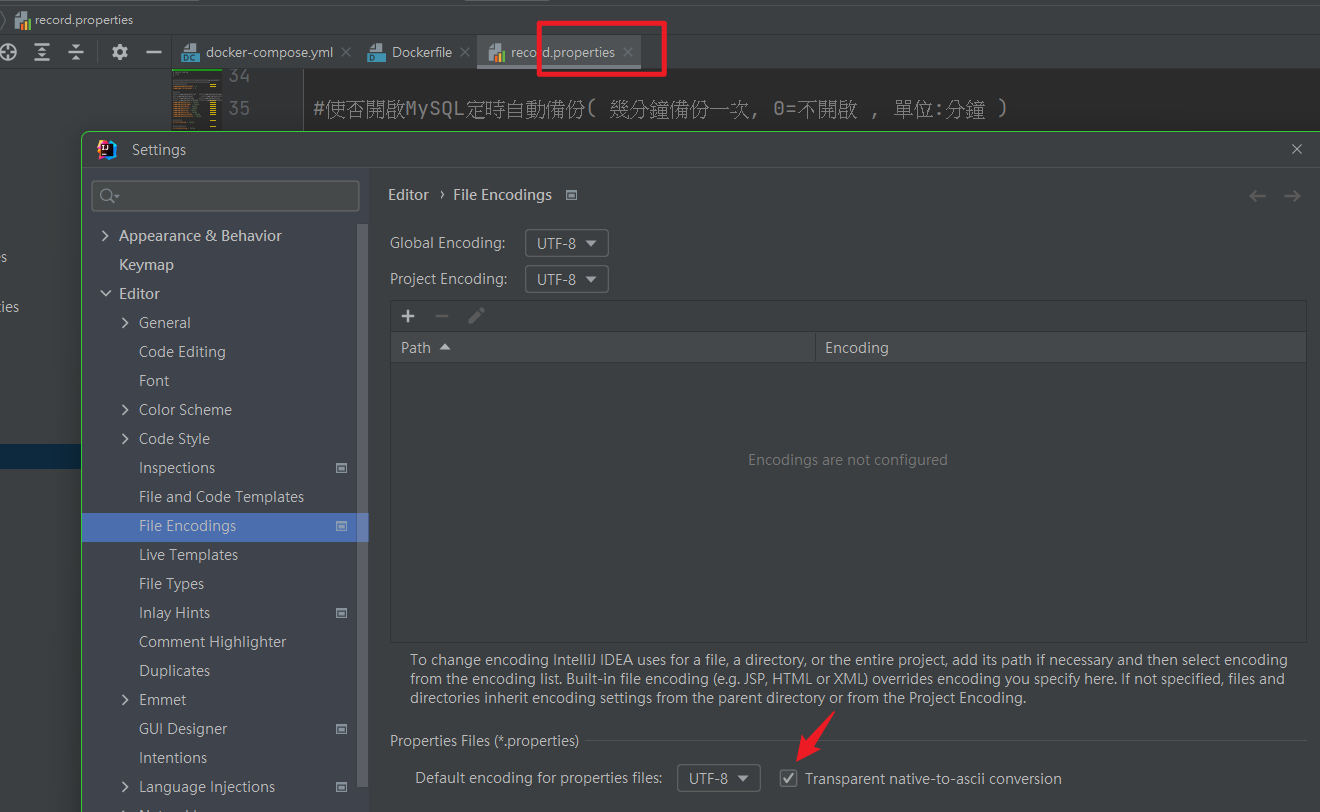 record.properties
docker-compose.yml
Dockerfile
record.properties
34
35 #使否開啟MySQL定時自動備份( 幾分鐘備份一次, 0=不開啟 , 單位:分鐘 )
Settings
Appearance & Behavior
Keymap
Editor
General
Code Editing
Font
Color Scheme
Code Style
Inspections
File and Code Templates
File Encodings
Live Templates
File Types
Inlay Hints
Comment Highlighter
Duplicates
Emmet
GUI Designer
Intentions
Language Injections
Editor › File Encodings
Global Encoding: UTF-8
Project Encoding: UTF-8
Path Encoding
Encodings are not configured
To change encoding IntelliJ IDEA uses for a file, a directory, or the entire project, add its path if necessary and then select encoding
from the encoding list. Built-in file encoding (e.g. JSP, HTML or XML) overrides encoding you specify here. If not specified, files and
directories inherit encoding settings from the parent directory or from the Project Encoding.
Properties Files (*.properties)
Default encoding for properties files: UTF-8 Transparent native-to-ascii conversion